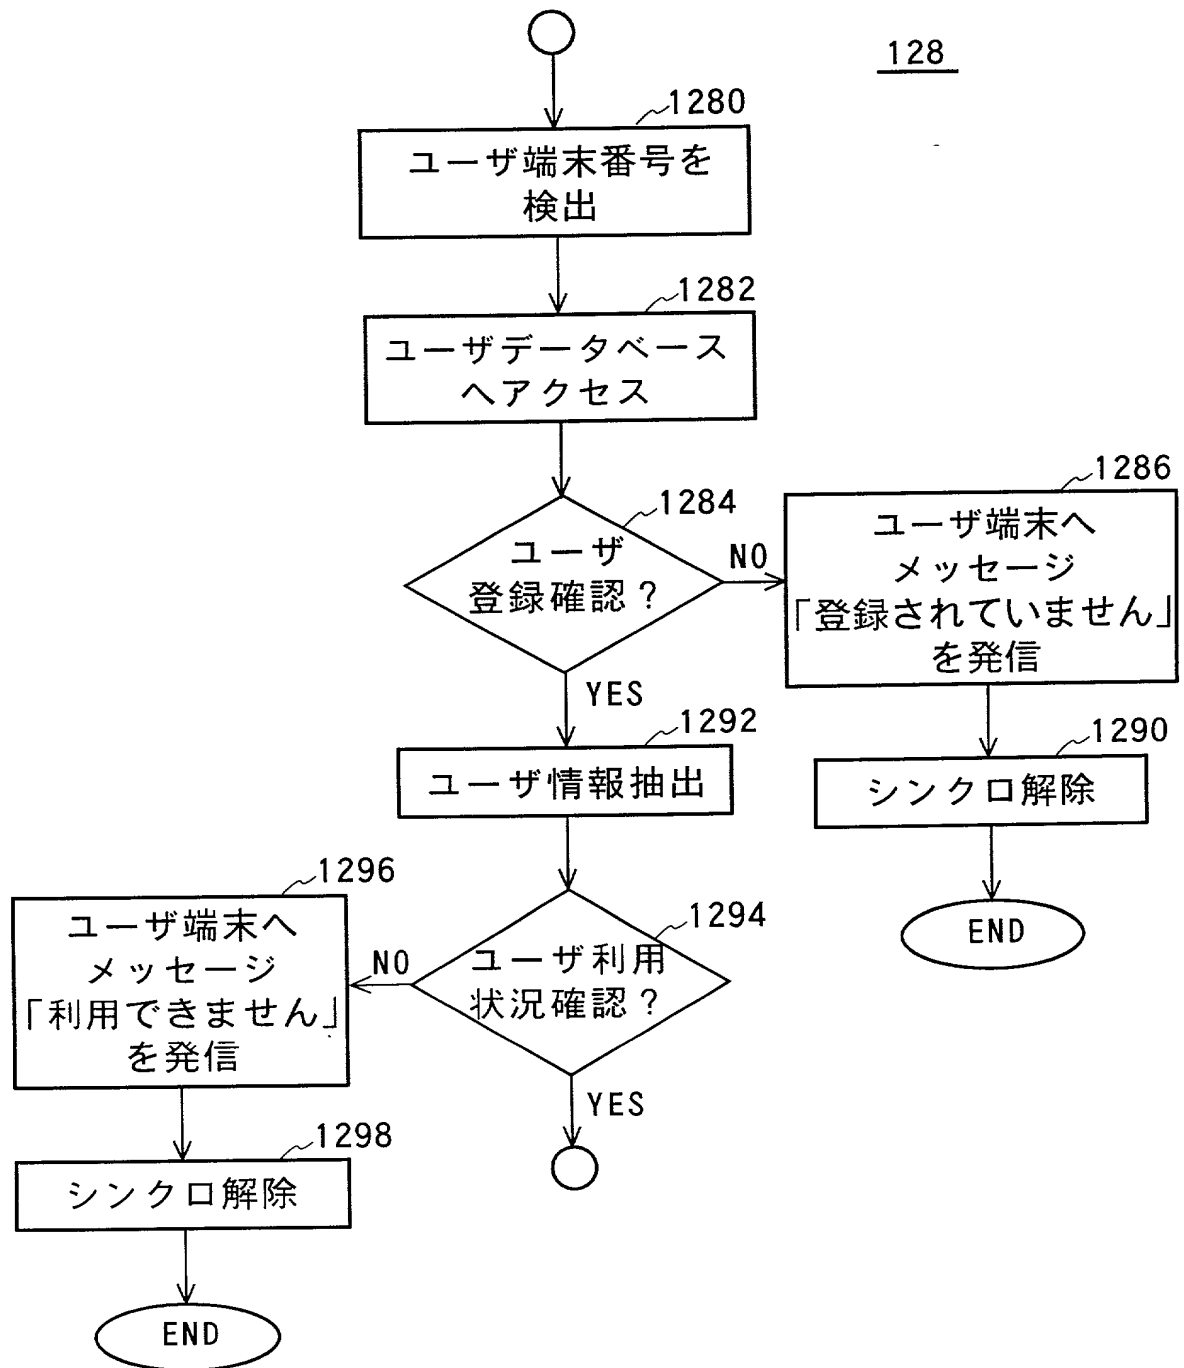 128
1280
ユーザ端末番号を
検出
1282
ユーザデータベース
へアクセス
1284
ユーザ
登録確認？
NO
YES
1286
ユーザ端末へ
メッセージ
「登録されていません」
を発信
1290
シンクロ解除
END
1292
ユーザ情報抽出
1294
ユーザ利用
状況確認？
NO
YES
1296
ユーザ端末へ
メッセージ
「利用できません」
を発信
1298
シンクロ解除
END